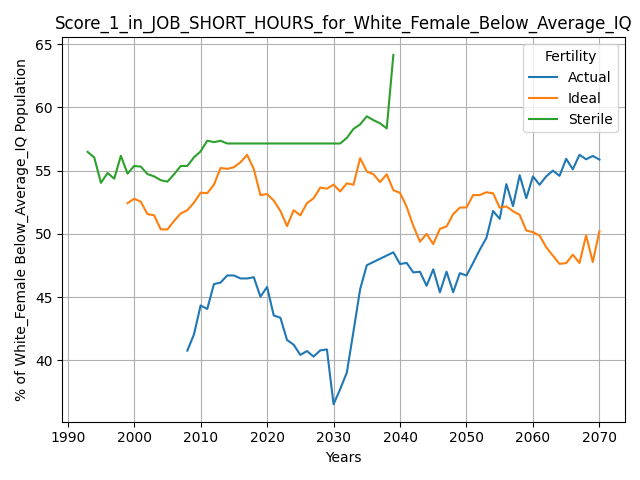 Score_1_in_JOB_SHORT_HOURS_for_White_Female_Below_Average_IQ
% of White_Female Below_Average_IQ Population
65
60
55
50
45
40
Fertility
Actual
Ideal
Sterile
1990 2000 2010 2020 2030 2040 2050 2060 2070
Years